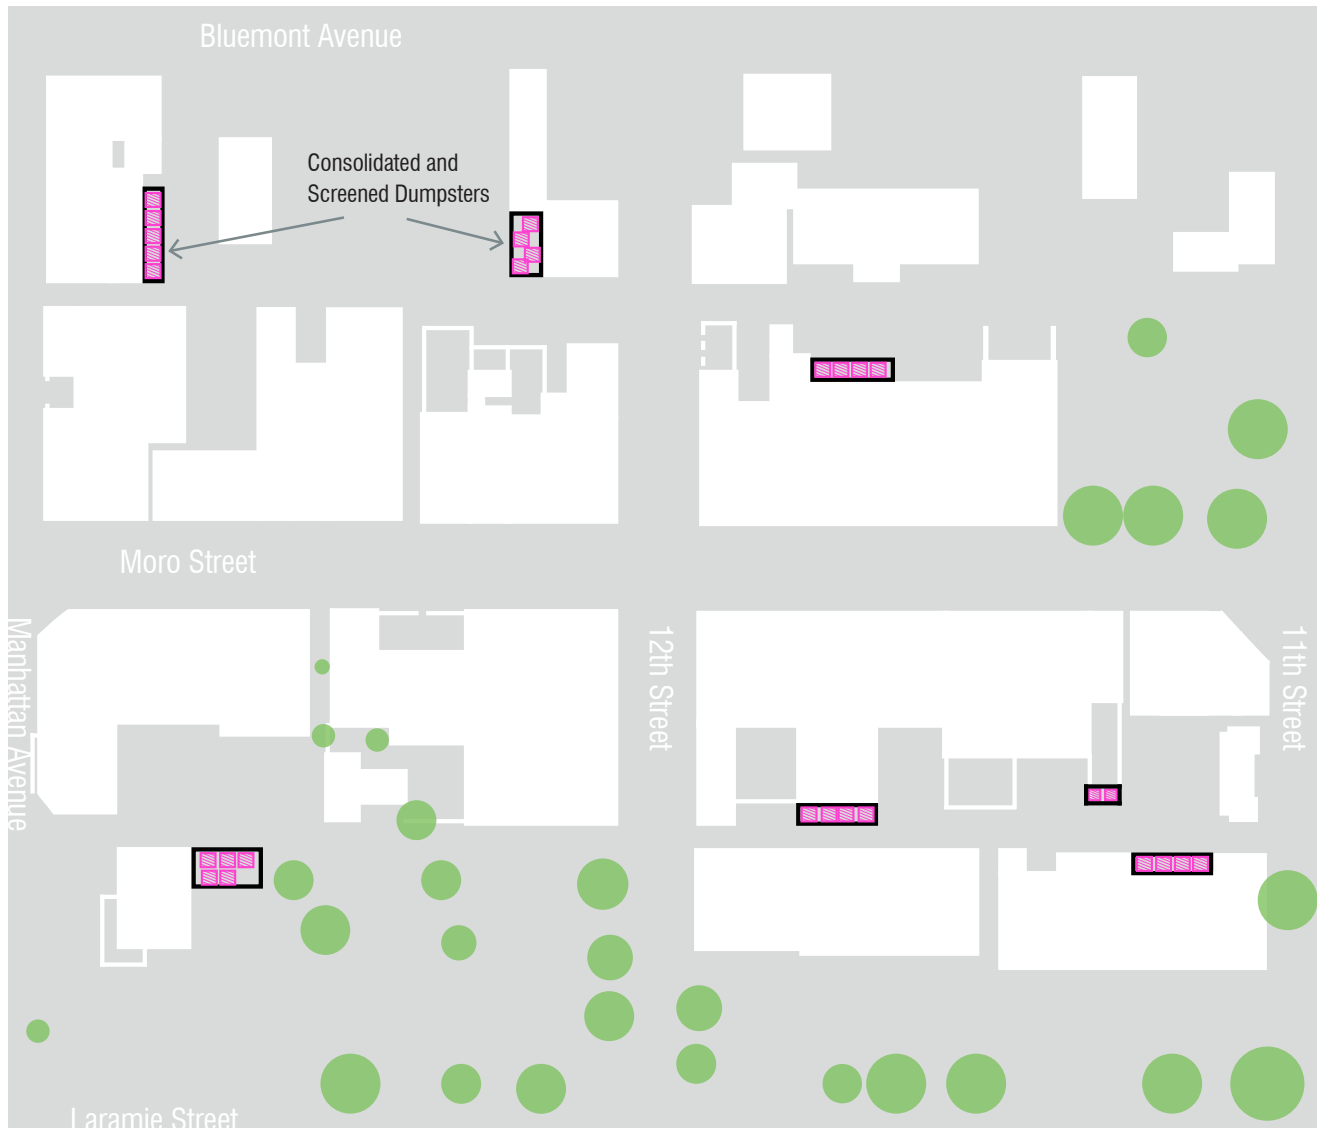 Bluemont Avenue
Consolidated and
Screened Dumpsters
Moro Street
Manhattan Avenue
12th Street
11th Street
Laramie Street